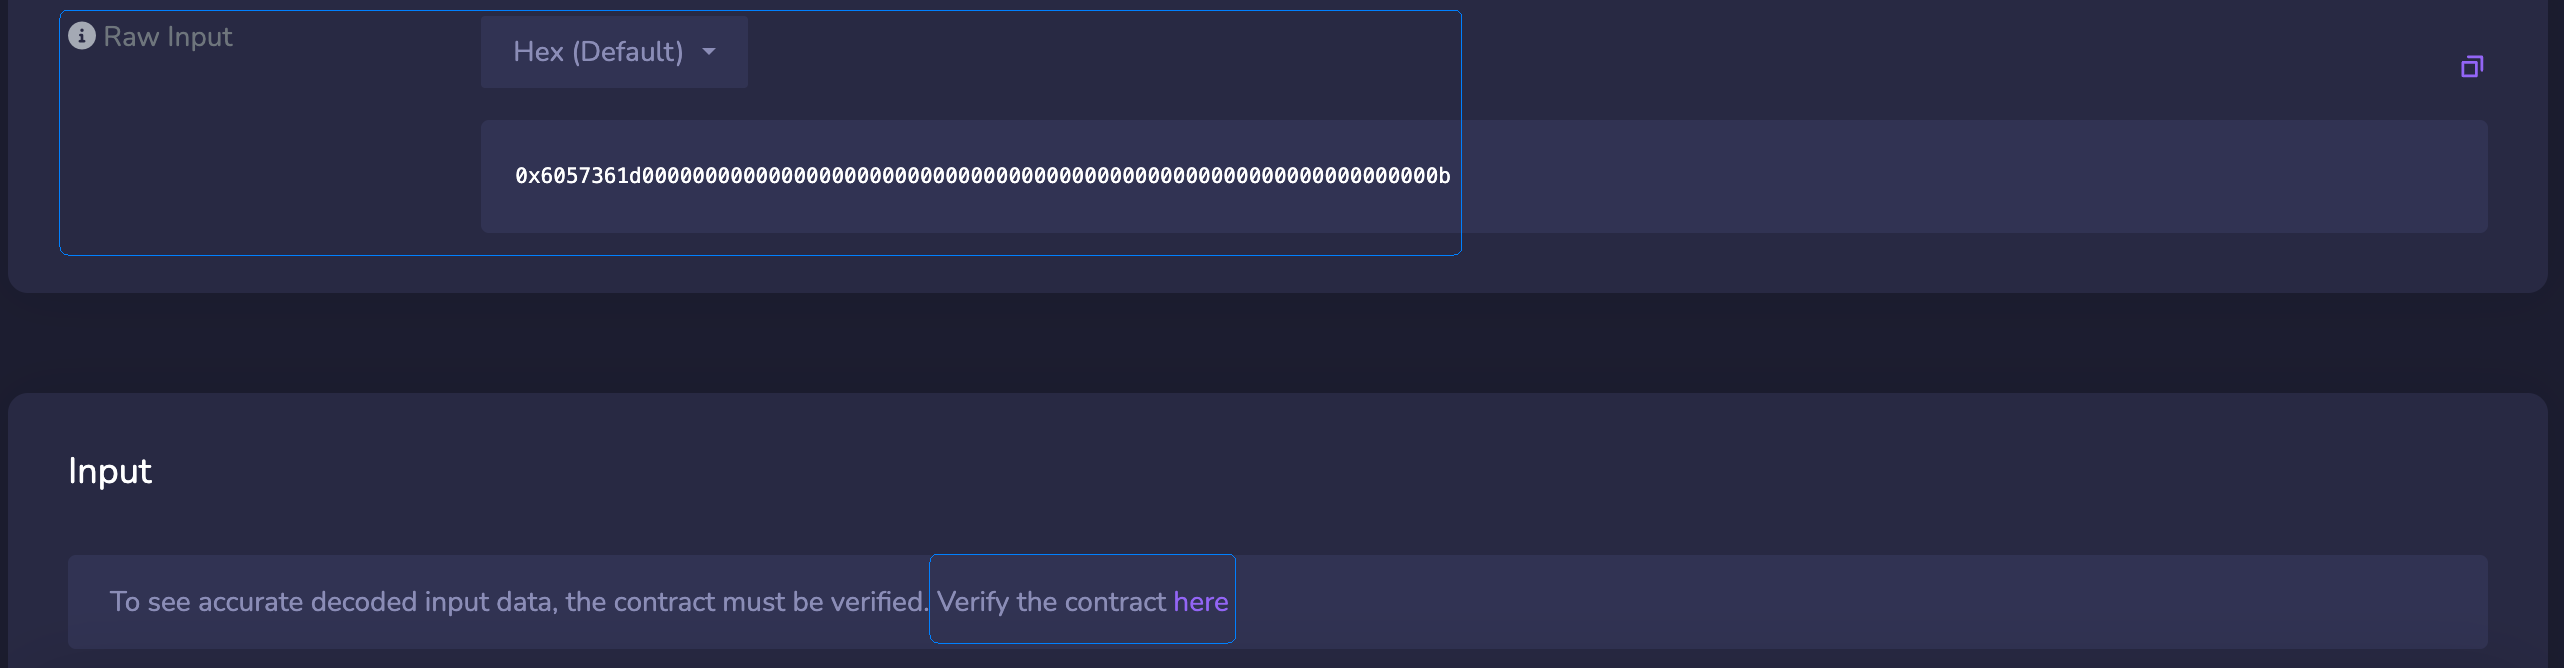 Raw Input
Hex (Default)
0x6057361d000000000000000000000000000000000000000000000000000000000000000b
Input
To see accurate decoded input data, the contract must be verified. Verify the contract here